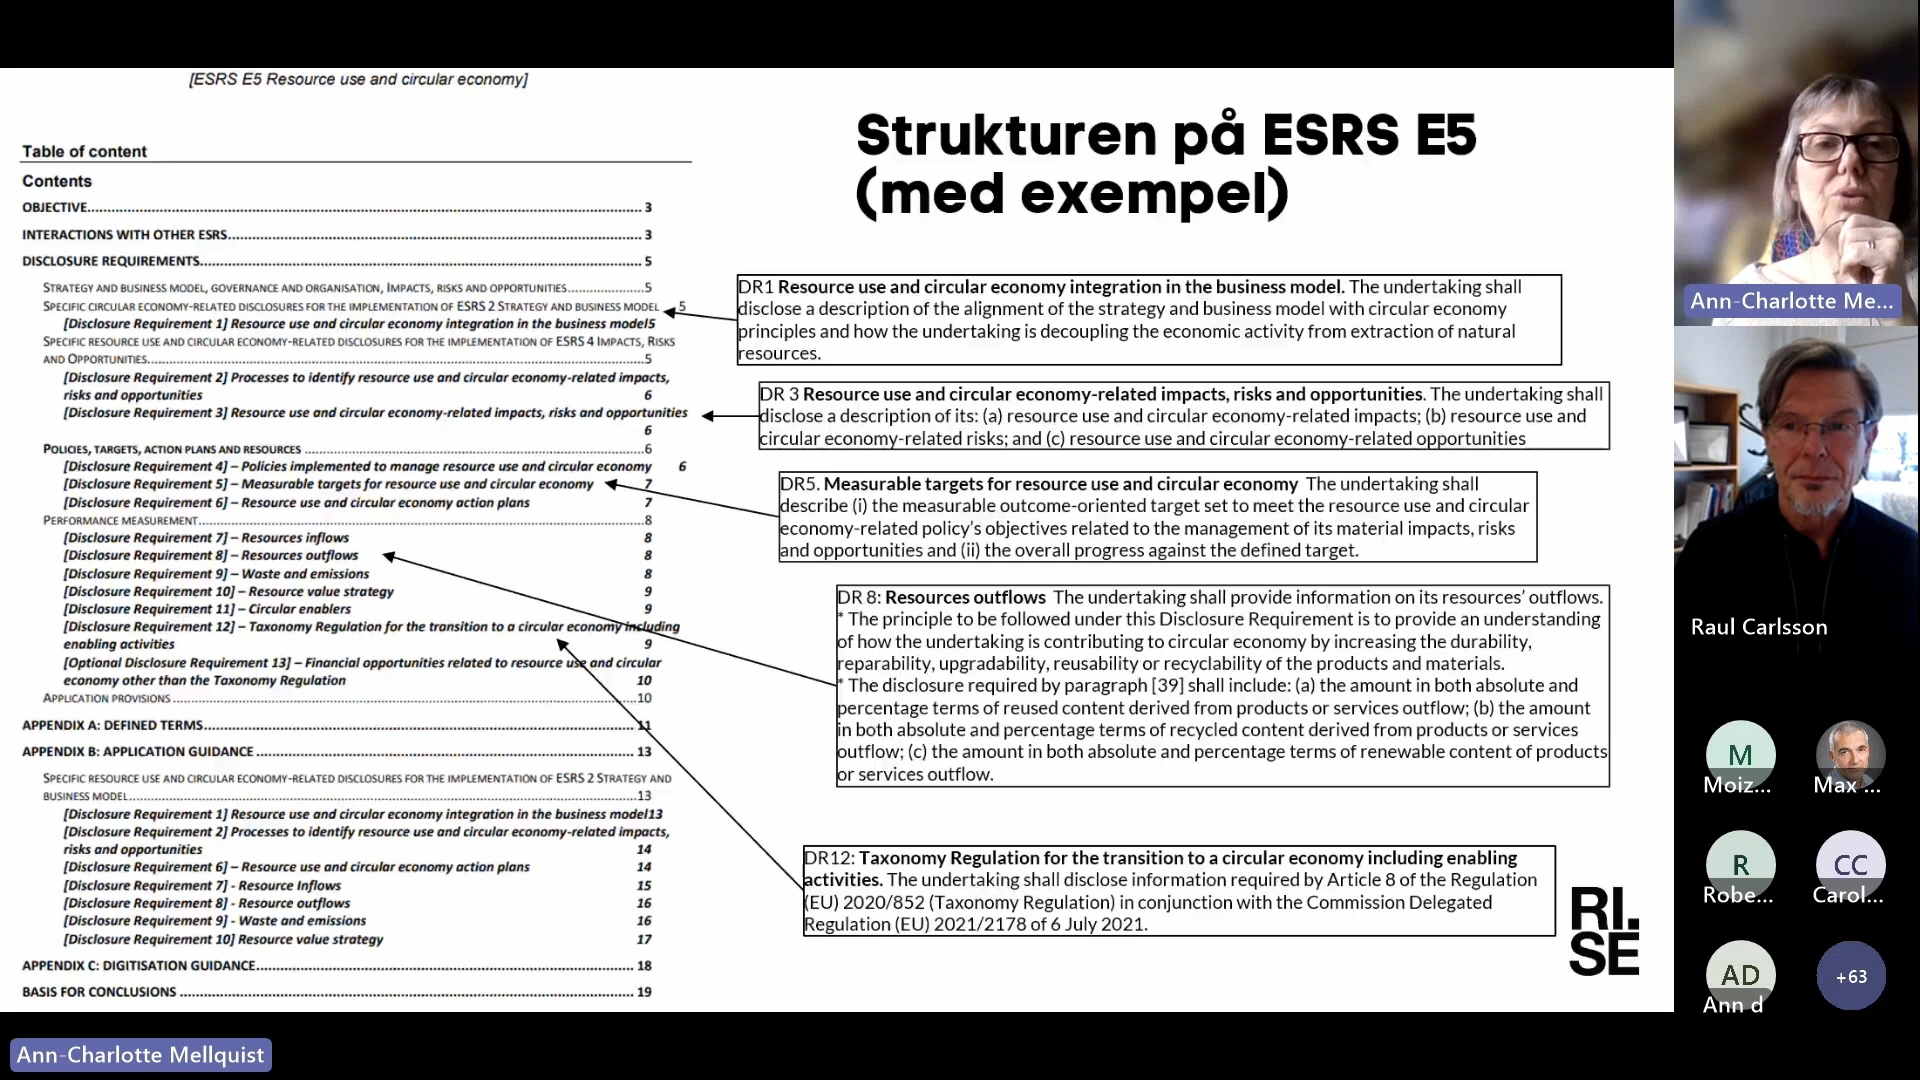 [ESRS E5 Resource use and circular economy]
Table of content
Contents
OBJECTIVE 3
INTERACTIONS WITH OTHER ESRS 3
DISCLOSURE REQUIREMENTS 5
STRATEGY AND BUSINESS MODEL, GOVERNANCE AND ORGANISATION, IMPACTS, RISKS AND OPPORTUNITIES 5
SPECIFIC CIRCULAR ECONOMY-RELATED DISCLOSURES FOR THE IMPLEMENTATION OF ESRS 2 STRATEGY AND BUSINESS MODEL 5
[Disclosure Requirement 1] Resource use and circular economy integration in the business model5
SPECIFIC RESOURCE USE AND CIRCULAR ECONOMY-RELATED DISCLOSURES FOR THE IMPLEMENTATION OF ESRS 4 IMPACTS, RISKS
AND OPPORTUNITIES 5
[Disclosure Requirement 2] Processes to identify resource use and circular economy-related impacts,
risks and opportunities 6
[Disclosure Requirement 3] Resource use and circular economy-related impacts, risks and opportunities
6
POLICIES, TARGETS, ACTION PLANS AND RESOURCES 6
[Disclosure Requirement 4] – Policies implemented to manage resource use and circular economy 6
[Disclosure Requirement 5] – Measurable targets for resource use and circular economy 7
[Disclosure Requirement 6] – Resource use and circular economy action plans 7
PERFORMANCE MEASUREMENT 8
[Disclosure Requirement 7] – Resources inflows 8
[Disclosure Requirement 8] – Resources outflows 8
[Disclosure Requirement 9] – Waste and emissions 8
[Disclosure Requirement 10] – Resource value strategy 9
[Disclosure Requirement 11] – Circular enablers 9
[Disclosure Requirement 12] – Taxonomy Regulation for the transition to a circular economy including
enabling activities 9
[Optional Disclosure Requirement 13] – Financial opportunities related to resource use and circular
economy other than the Taxonomy Regulation 10
APPLICATION PROVISIONS 10
APPENDIX A: DEFINED TERMS 11
APPENDIX B: APPLICATION GUIDANCE 13
SPECIFIC RESOURCE USE AND CIRCULAR ECONOMY-RELATED DISCLOSURES FOR THE IMPLEMENTATION OF ESRS 2 STRATEGY AND
BUSINESS MODEL 13
[Disclosure Requirement 1] Resource use and circular economy integration in the business model13
[Disclosure Requirement 2] Processes to identify resource use and circular economy-related impacts,
risks and opportunities 14
[Disclosure Requirement 6] – Resource use and circular economy action plans 14
[Disclosure Requirement 7] - Resource Inflows 15
[Disclosure Requirement 8] - Resource outflows 16
[Disclosure Requirement 9] - Waste and emissions 16
[Disclosure Requirement 10] Resource value strategy 17
APPENDIX C: DIGITISATION GUIDANCE 18
BASIS FOR CONCLUSIONS 19
Strukturen på ESRS E5
(med exempel)
DR1 Resource use and circular economy integration in the business model. The undertaking shall
disclose a description of the alignment of the strategy and business model with circular economy
principles and how the undertaking is decoupling the economic activity from extraction of natural
resources.
DR 3 Resource use and circular economy-related impacts, risks and opportunities. The undertaking shall
disclose a description of its: (a) resource use and circular economy-related impacts; (b) resource use and
circular economy-related risks; and (c) resource use and circular economy-related opportunities
DR5. Measurable targets for resource use and circular economy The undertaking shall
describe (i) the measurable outcome-oriented target set to meet the resource use and circular
economy-related policy's objectives related to the management of its material impacts, risks
and opportunities and (ii) the overall progress against the defined target.
DR 8: Resources outflows The undertaking shall provide information on its resources' outflows.
* The principle to be followed under this Disclosure Requirement is to provide an understanding
of how the undertaking is contributing to circular economy by increasing the durability,
reparability, upgradability, reusability or recyclability of the products and materials.
* The disclosure required by paragraph [39] shall include: (a) the amount in both absolute and
percentage terms of reused content derived from products or services outflow; (b) the amount
in both absolute and percentage terms of recycled content derived from products or services
outflow; (c) the amount in both absolute and percentage terms of renewable content of products
or services outflow.
DR12: Taxonomy Regulation for the transition to a circular economy including enabling
activities. The undertaking shall disclose information required by Article 8 of the Regulation
(EU) 2020/852 (Taxonomy Regulation) in conjunction with the Commission Delegated
Regulation (EU) 2021/2178 of 6 July 2021.
RI.
SE
Ann-Charlotte Me...
Raul Carlsson
M
Moiz...
Max ...
R
Robe...
CC
Carol...
AD
Ann d
+63
Ann-Charlotte Mellquist